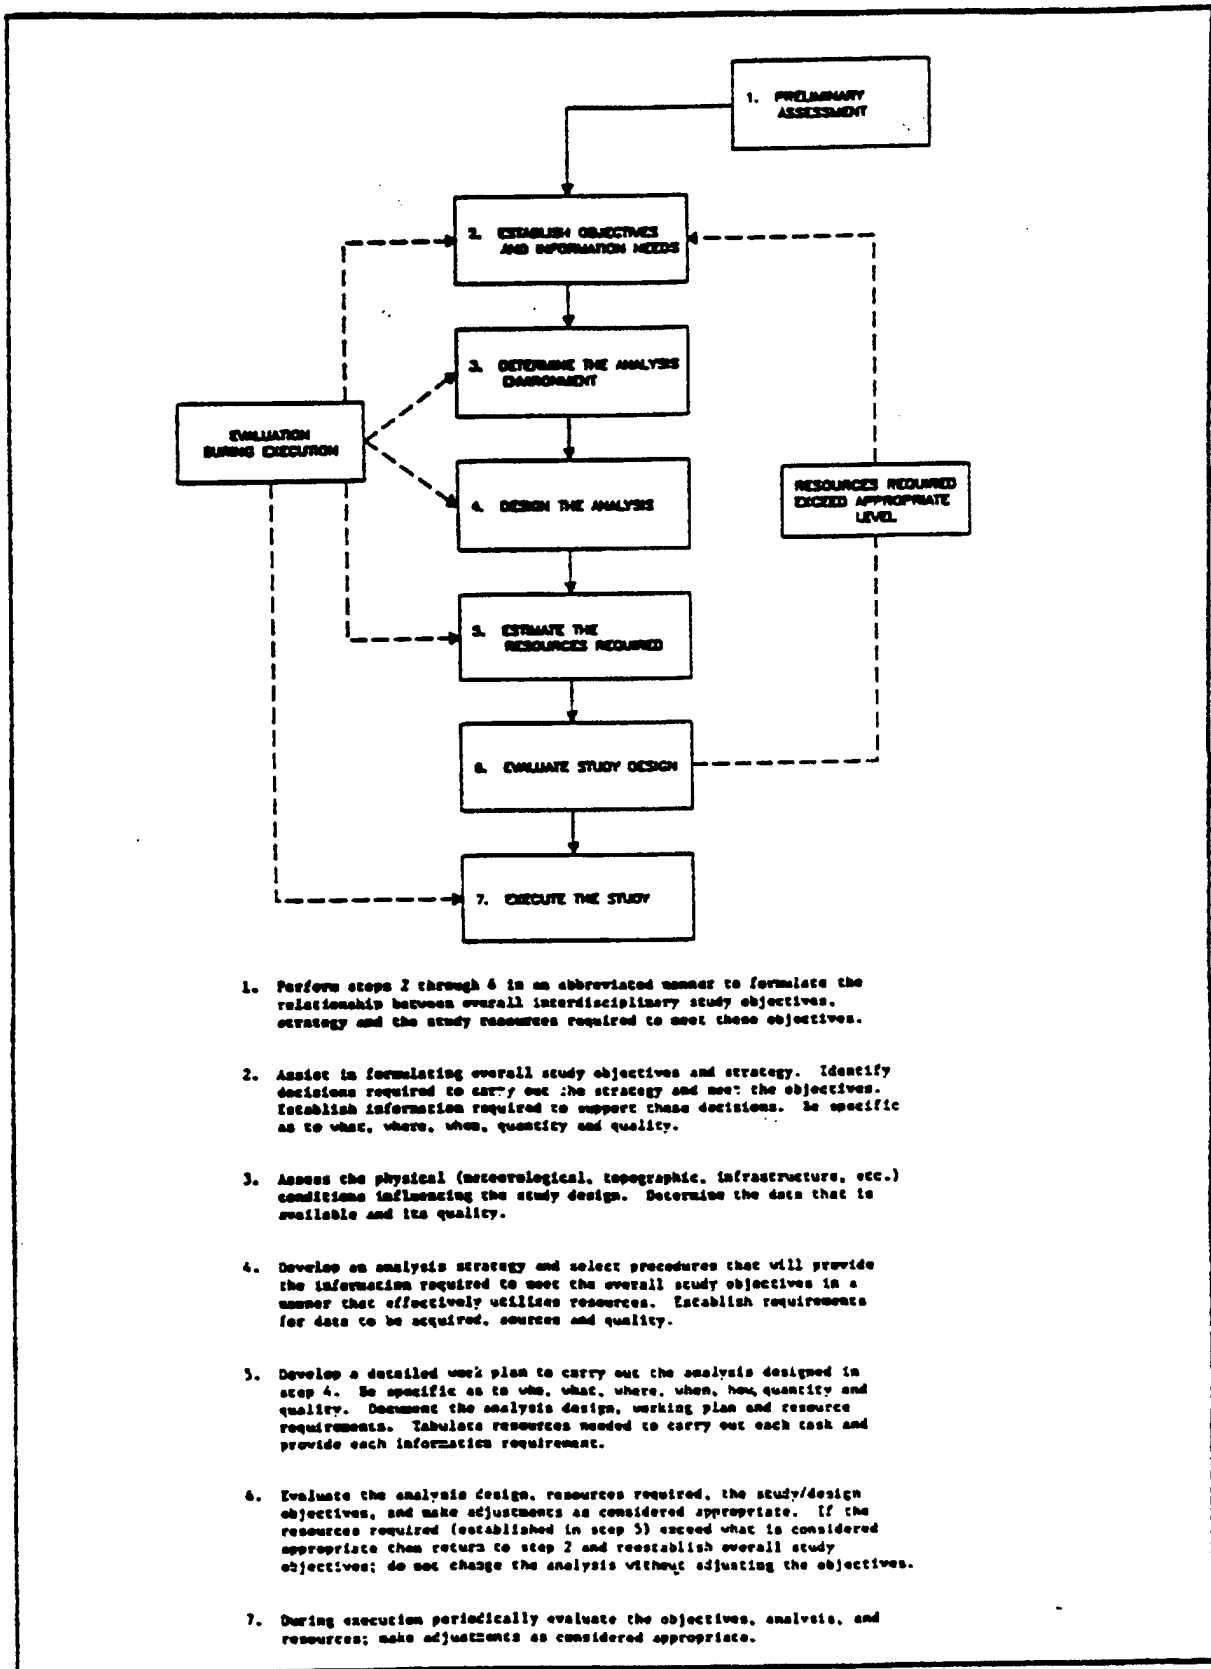 1. PRELIMINARY
ASSESSMENT
2. ESTABLISH OBJECTIVES
AND INFORMATION NEEDS
3. DETERMINE THE ANALYSIS
ENVIRONMENT
EVALUATION
DURING EXECUTION
4. DESIGN THE ANALYSIS
RESOURCES REQUIRED
EXCEED APPROPRIATE
LEVEL
5. ESTIMATE THE
RESOURCES REQUIRED
6. EVALUATE STUDY DESIGN
7. EXECUTE THE STUDY
1. Perform steps 2 through 6 in an abbreviated manner to formulate the
relationship between overall interdisciplinary study objectives,
strategy and the study resources required to meet these objectives.
2. Assist in formulating overall study objectives and strategy. Identify
decisions required to carry out the strategy and meet the objectives.
Establish information required to support these decisions. Be specific
as to what, where, when, quantity and quality.
3. Assess the physical (meteorological, topographic, infrastructure, etc.)
conditions influencing the study design. Determine the data that is
available and its quality.
4. Develop an analysis strategy and select procedures that will provide
the information required to meet the overall study objectives in a
manner that effectively utilizes resources. Establish requirements
for data to be acquired, sources and quality.
5. Develop a detailed work plan to carry out the analysis designed in
step 4. Be specific as to who, what, where, when, how, quantity and
quality. Document the analysis design, working plan and resource
requirements. Tabulate resources needed to carry out each task and
provide each information requirement.
6. Evaluate the analysis design, resources required, the study/design
objectives, and make adjustments as considered appropriate. If the
resources required (established in step 5) exceed what is considered
appropriate then return to step 2 and reestablish overall study
objectives; do not change the analysis without adjusting the objectives.
7. During execution periodically evaluate the objectives, analysis, and
resources; make adjustments as considered appropriate.